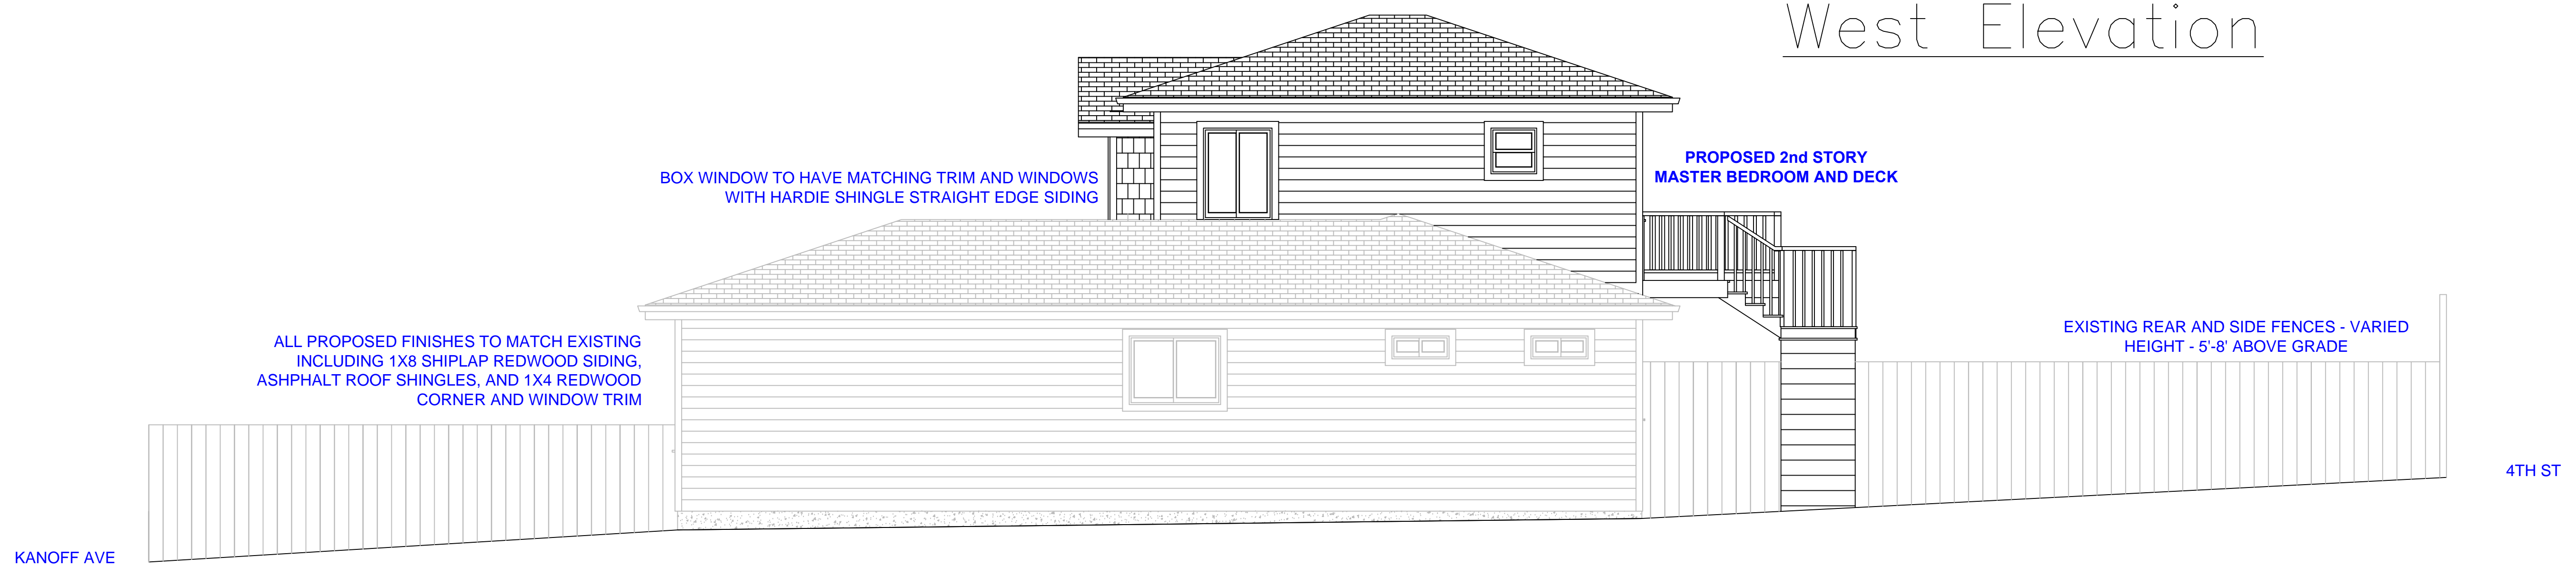 West Elevation
BOX WINDOW TO HAVE MATCHING TRIM AND WINDOWS
WITH HARDIE SHINGLE STRAIGHT EDGE SIDING
PROPOSED 2nd STORY
MASTER BEDROOM AND DECK
ALL PROPOSED FINISHES TO MATCH EXISTING
INCLUDING 1X8 SHIPLAP REDWOOD SIDING,
ASHPHALT ROOF SHINGLES, AND 1X4 REDWOOD
CORNER AND WINDOW TRIM
EXISTING REAR AND SIDE FENCES - VARIED
HEIGHT - 5'-8' ABOVE GRADE
4TH ST
KANOFF AVE